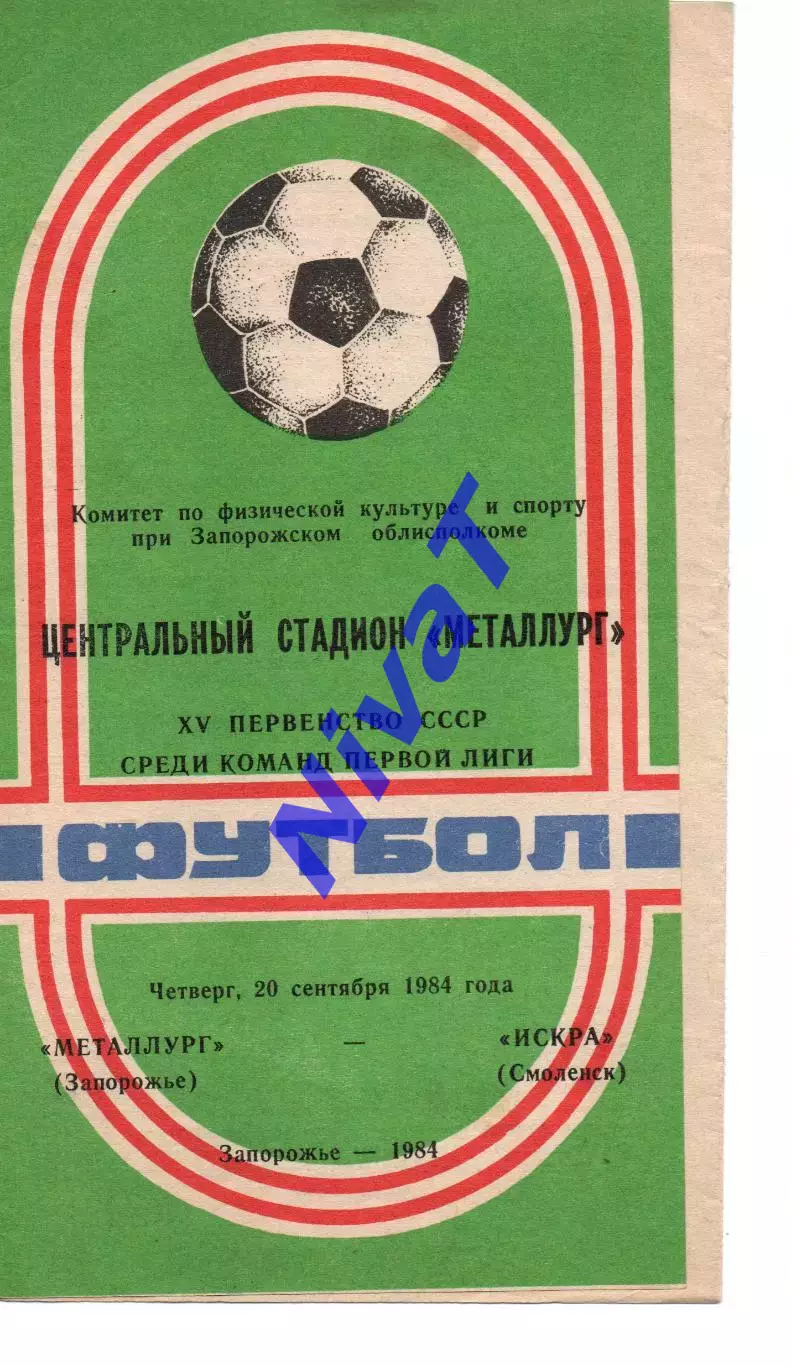 Комитет по физической культуре и спорту
при Запорожском облисполкоме
ЦЕНТРАЛЬНЫЙ СТАДИОН «МЕТАЛЛУРГ»
XV ПЕРВЕНСТВО СССР
СРЕДИ КОМАНД ПЕРВОЙ ЛИГИ
ФУТБОЛ
Четверг, 20 сентября 1984 года
«МЕТАЛЛУРГ» — «ИСКРА»
(Запорожье) (Смоленск)
Запорожье — 1984
NivaT